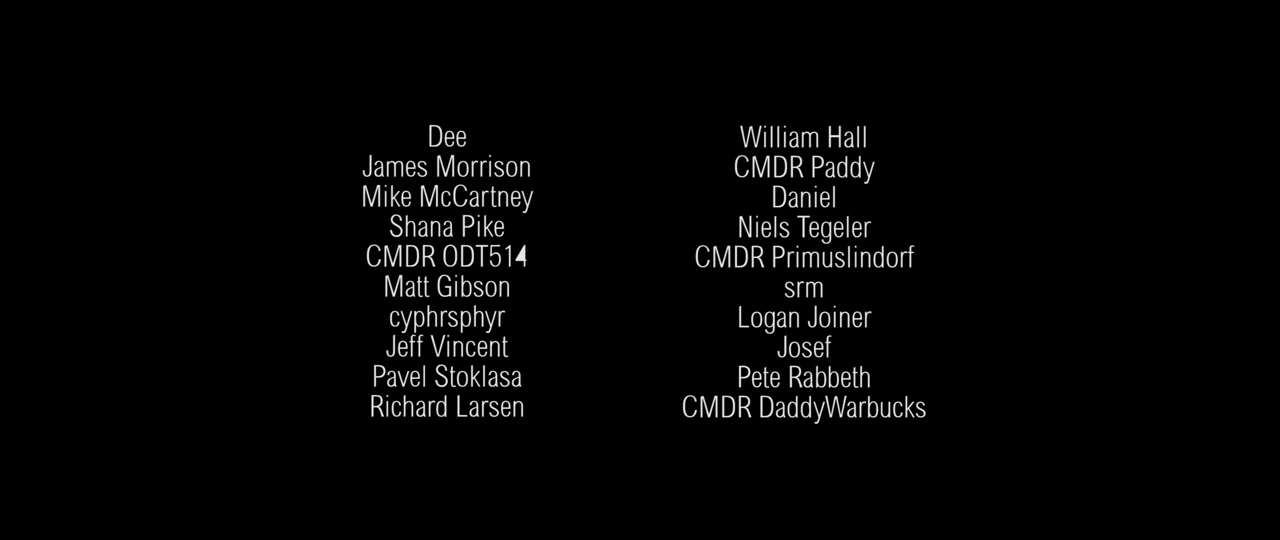 Dee
James Morrison
Mike McCartney
Shana Pike
CMDR ODT514
Matt Gibson
cyphrsphyr
Jeff Vincent
Pavel Stoklasa
Richard Larsen
William Hall
CMDR Paddy
Daniel
Niels Tegeler
CMDR Primuslindorf
srm
Logan Joiner
Josef
Pete Rabbeth
CMDR DaddyWarbucks